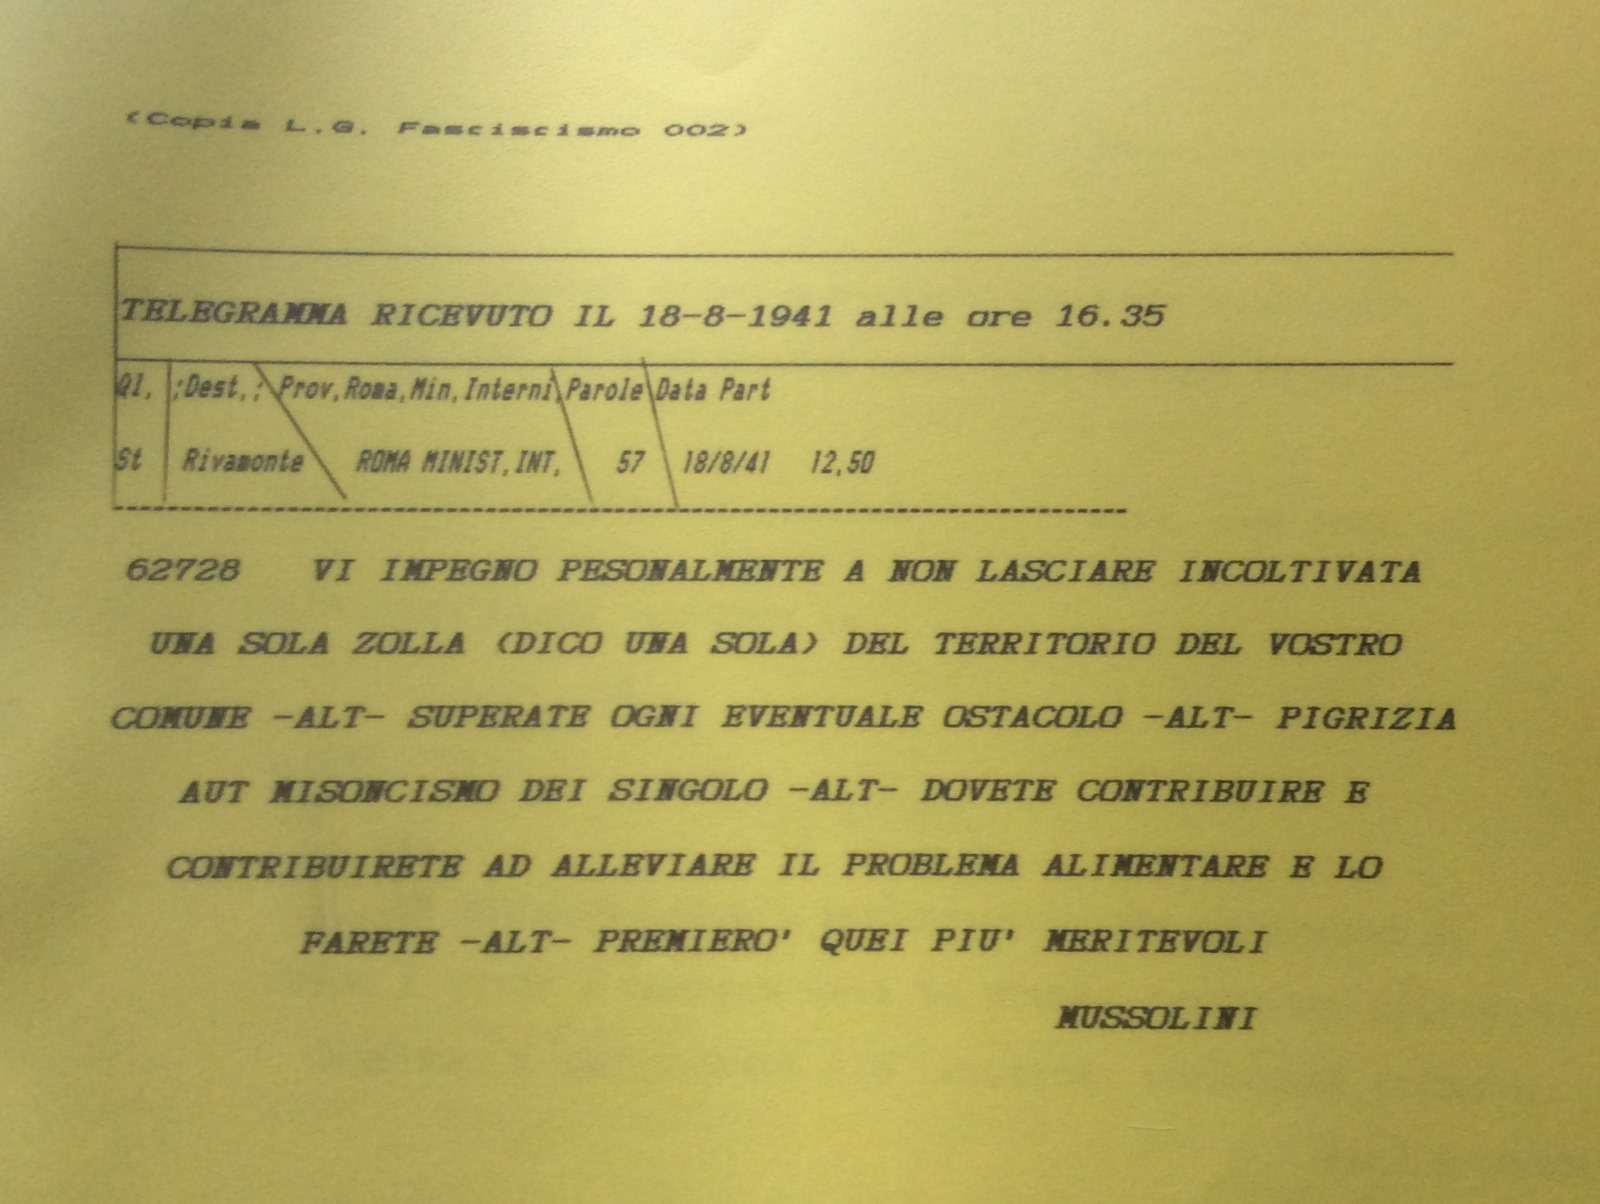 (Copia L.G. Fasciscismo 002)
TELEGRAMMA RICEVUTO IL 18-8-1941 alle ore 16.35
Ql, ;Dest,; Prov,Roma,Min,Interni Parole Data Part
St Rivamonte ROMA MINIST,INT, 57 18/8/41 12,50
62728 VI IMPEGNO PESONALMENTE A NON LASCIARE INCOLTIVATA
UNA SOLA ZOLLA (DICO UNA SOLA) DEL TERRITORIO DEL VOSTRO
COMUNE -ALT- SUPERATE OGNI EVENTUALE OSTACOLO -ALT- PIGRIZIA
AUT MISONCISMO DEI SINGOLO -ALT- DOVETE CONTRIBUIRE E
CONTRIBUIRETE AD ALLEVIARE IL PROBLEMA ALIMENTARE E LO
FARETE -ALT- PREMIERO' QUEI PIU' MERITEVOLI
MUSSOLINI